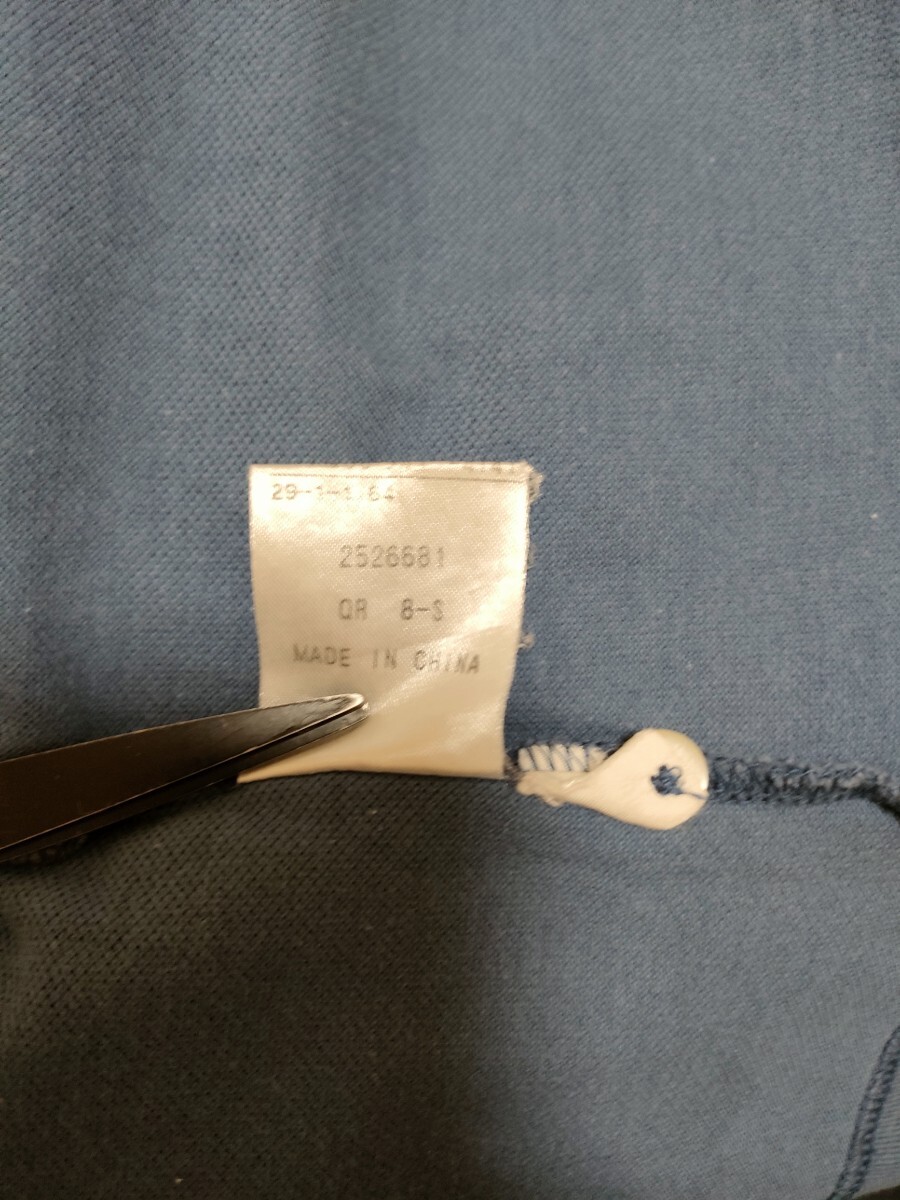 29-1-1 64
2526681
QR 8-S
MADE IN CHINA